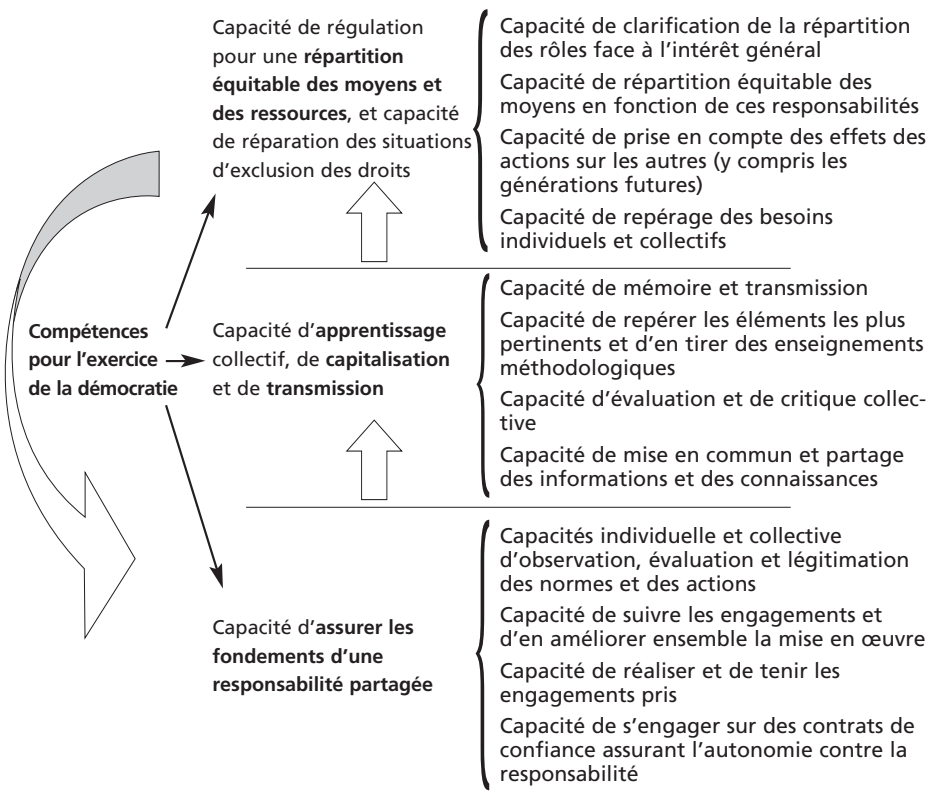 Capacité de régulation
pour une répartition
équitable des moyens et
des ressources, et capacité
de réparation des situations
d'exclusion des droits
Capacité de clarification de la répartition
des rôles face à l'intérêt général
Capacité de répartition équitable des
moyens en fonction de ces responsabilités
Capacité de prise en compte des effets des
actions sur les autres (y compris les
générations futures)
Capacité de repérage des besoins
individuels et collectifs
Compétences
pour l'exercice
de la démocratie
Capacité d'apprentissage
collectif, de capitalisation
et de transmission
Capacité de mémoire et transmission
Capacité de repérer les éléments les plus
pertinents et d'en tirer des enseignements
méthodologiques
Capacité d'évaluation et de critique collec-
tive
Capacité de mise en commun et partage
des informations et des connaissances
Capacité d'assurer les
fondements d'une
responsabilité partagée
Capacités individuelle et collective
d'observation, évaluation et légitimation
des normes et des actions
Capacité de suivre les engagements et
d'en améliorer ensemble la mise en œuvre
Capacité de réaliser et de tenir les
engagements pris
Capacité de s'engager sur des contrats de
confiance assurant l'autonomie contre la
responsabilité